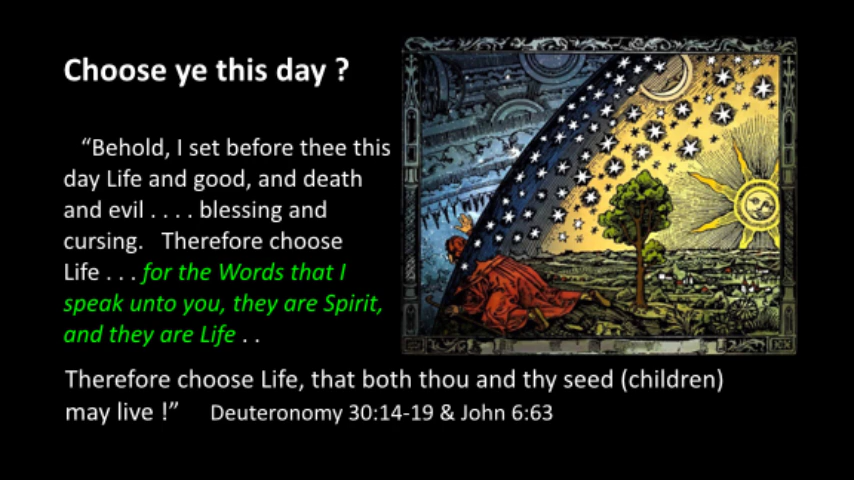 Choose ye this day ?
“Behold, I set before thee this
day Life and good, and death
and evil . . . . blessing and
cursing.   Therefore choose
Life . . . for the Words that I
speak unto you, they are Spirit,
and they are Life . .
Therefore choose Life, that both thou and thy seed (children)
may live !”    Deuteronomy 30:14-19 & John 6:63